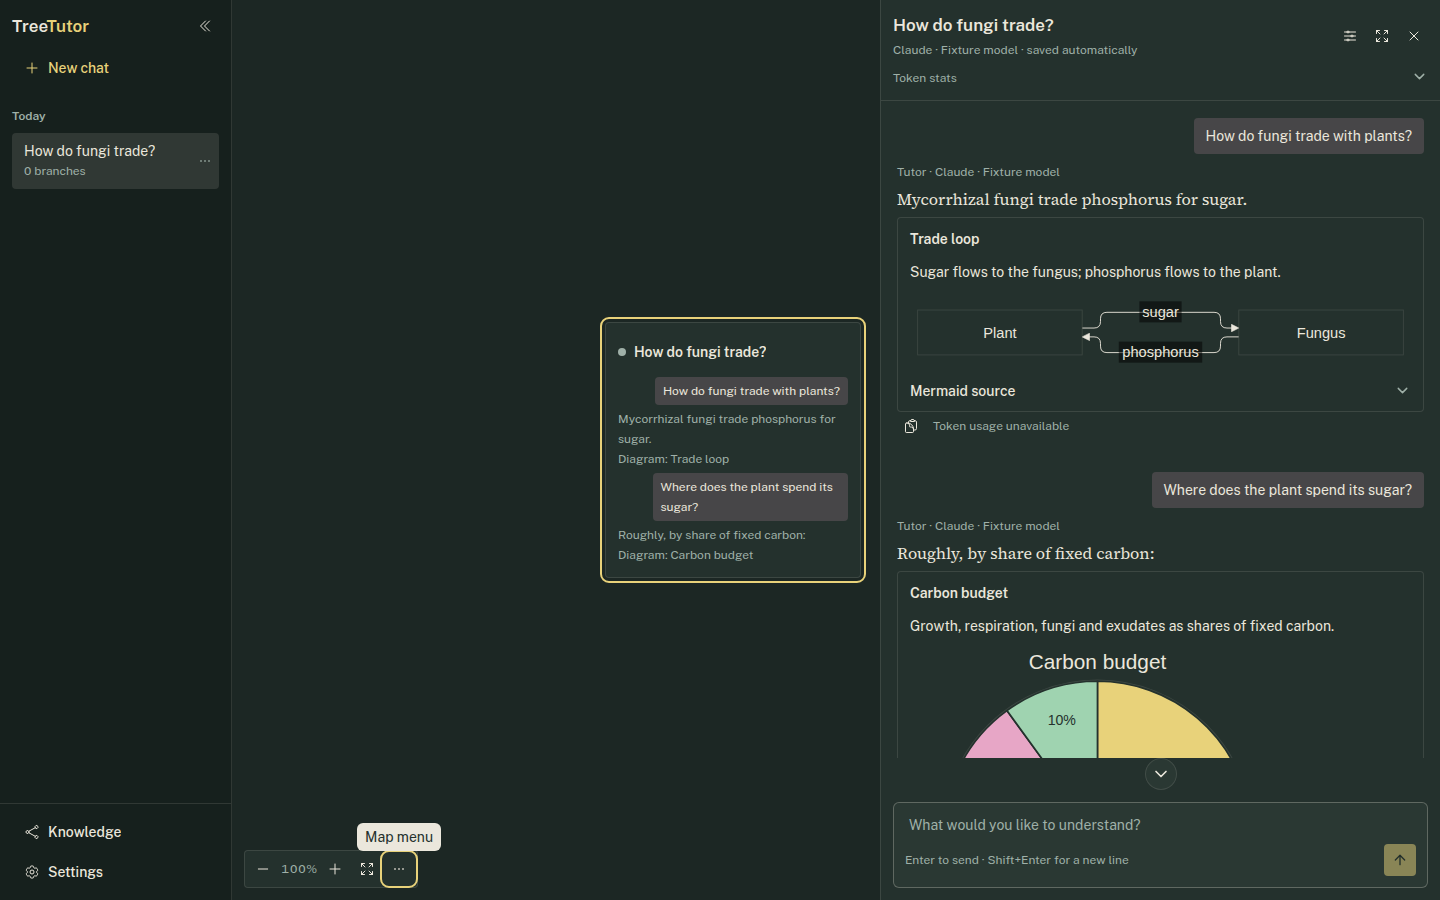 TreeTutor
New chat
Today
How do fungi trade?
0 branches
Knowledge
Settings
How do fungi trade?
How do fungi trade with plants?
Mycorrhizal fungi trade phosphorus for
sugar.
Diagram: Trade loop
Where does the plant spend its
sugar?
Roughly, by share of fixed carbon:
Diagram: Carbon budget
Map menu
100%
How do fungi trade?
Claude · Fixture model · saved automatically
Token stats
How do fungi trade with plants?
Tutor · Claude · Fixture model
Mycorrhizal fungi trade phosphorus for sugar.
Trade loop
Sugar flows to the fungus; phosphorus flows to the plant.
sugar
Plant
Fungus
phosphorus
Mermaid source
Token usage unavailable
Where does the plant spend its sugar?
Tutor · Claude · Fixture model
Roughly, by share of fixed carbon:
Carbon budget
Growth, respiration, fungi and exudates as shares of fixed carbon.
Carbon budget
10%
What would you like to understand?
Enter to send · Shift+Enter for a new line